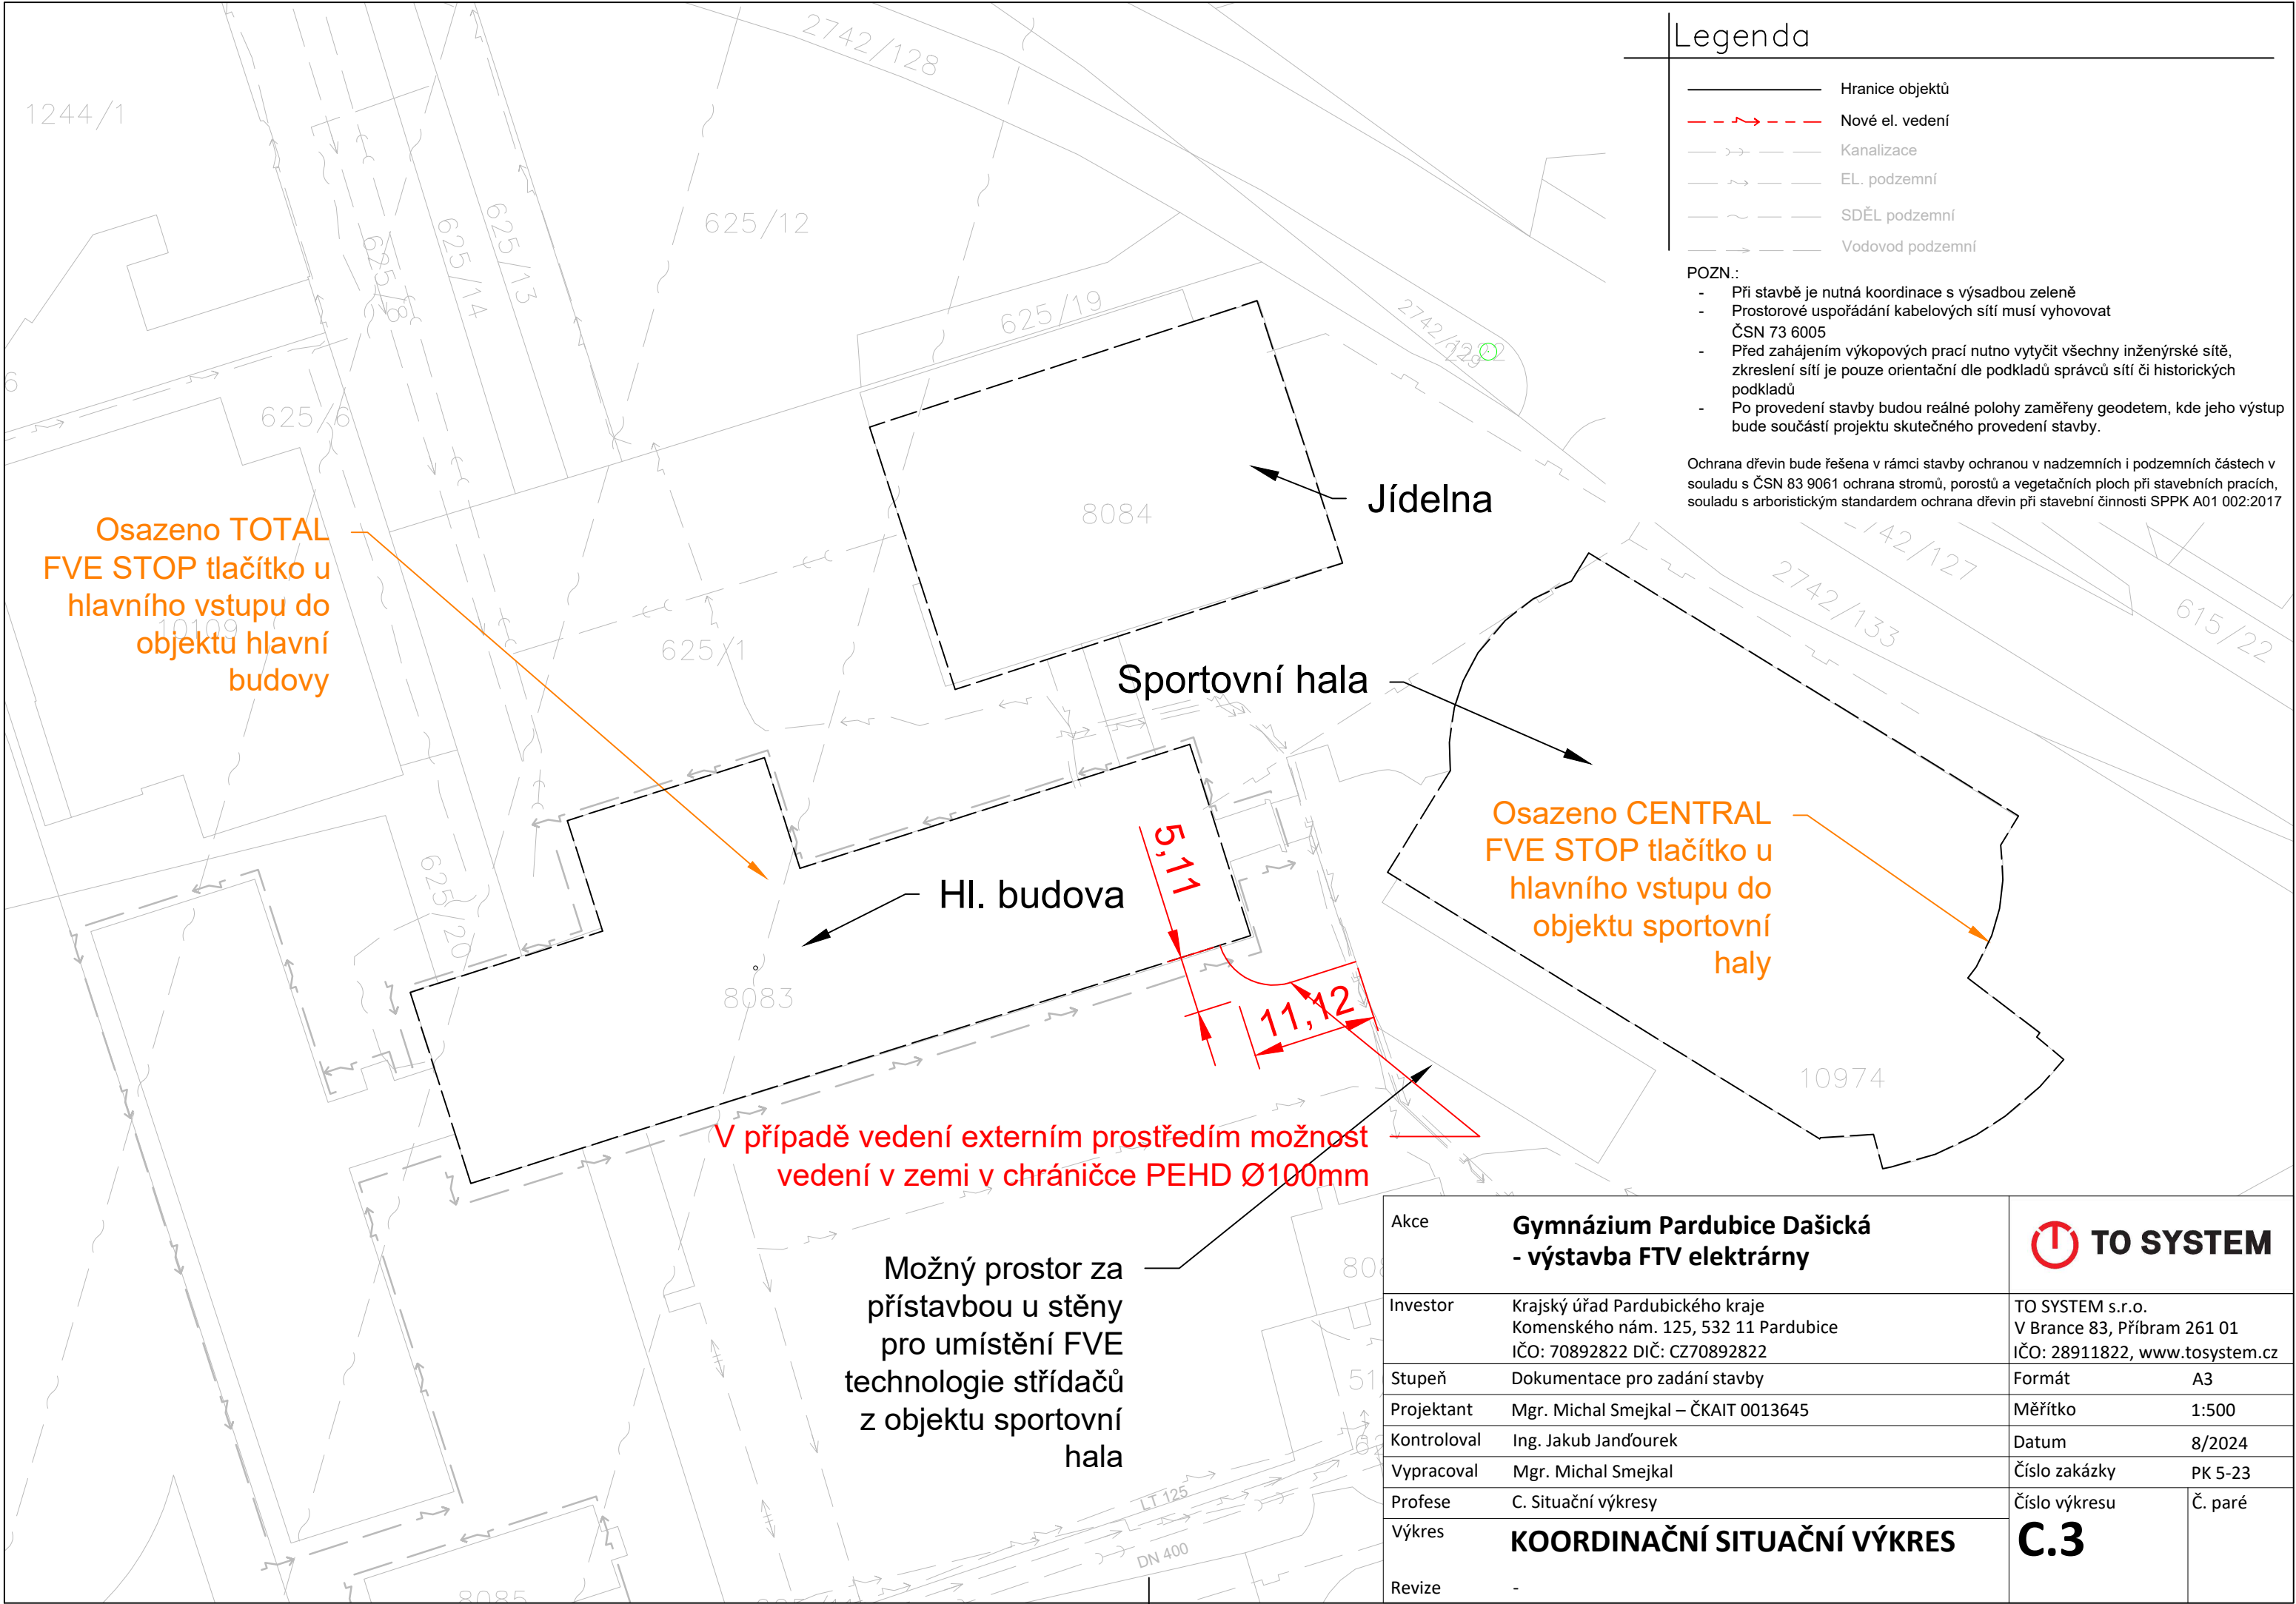 Legenda
Hranice objektů
Nové el. vedení
Kanalizace
EL. podzemní
SDĚL podzemní
Vodovod podzemní
POZN.:
- Při stavbě je nutná koordinace s výsadbou zeleně
- Prostorové uspořádání kabelových sítí musí vyhovovat
ČSN 73 6005
- Před zahájením výkopových prací nutno vytyčit všechny inženýrské sítě,
zkreslení sítí je pouze orientační dle podkladů správců sítí či historických
podkladů
- Po provedení stavby budou reálné polohy zaměřeny geodetem, kde jeho výstup
bude součástí projektu skutečného provedení stavby.
Ochrana dřevin bude řešena v rámci stavby ochranou v nadzemních i podzemních částech v
souladu s ČSN 83 9061 ochrana stromů, porostů a vegetačních ploch při stavebních pracích,
souladu s arboristickým standardem ochrana dřevin při stavební činnosti SPPK A01 002:2017
2742/128
1244/1
625/12
625/13
625/14
625/8
625/19
2742/129
625/6
8084
Jídelna
2742/127
2742/133
615/22
Osazeno TOTAL
FVE STOP tlačítko u
hlavního vstupu do
objektu hlavní
budovy
10109
625/1
Sportovní hala
Osazeno CENTRAL
FVE STOP tlačítko u
hlavního vstupu do
objektu sportovní
haly
5,11
Hl. budova
625/20
8083
11,12
10974
V případě vedení externím prostředím možnost
vedení v zemi v chráničce PEHD Ø100mm
Možný prostor za
přístavbou u stěny
pro umístění FVE
technologie střídačů
z objektu sportovní
hala
LT 125
DN 400
8085
Akce Gymnázium Pardubice Dašická
- výstavba FTV elektrárny
TO SYSTEM
Investor Krajský úřad Pardubického kraje
Komenského nám. 125, 532 11 Pardubice
IČO: 70892822 DIČ: CZ70892822
TO SYSTEM s.r.o.
V Brance 83, Příbram 261 01
IČO: 28911822, www.tosystem.cz
Stupeň Dokumentace pro zadání stavby
Formát A3
Projektant Mgr. Michal Smejkal – ČKAIT 0013645
Měřítko 1:500
Kontroloval Ing. Jakub Janďourek
Datum 8/2024
Vypracoval Mgr. Michal Smejkal
Číslo zakázky PK 5-23
Profese C. Situační výkresy
Číslo výkresu Č. paré
Výkres KOORDINAČNÍ SITUAČNÍ VÝKRES
C.3
Revize -